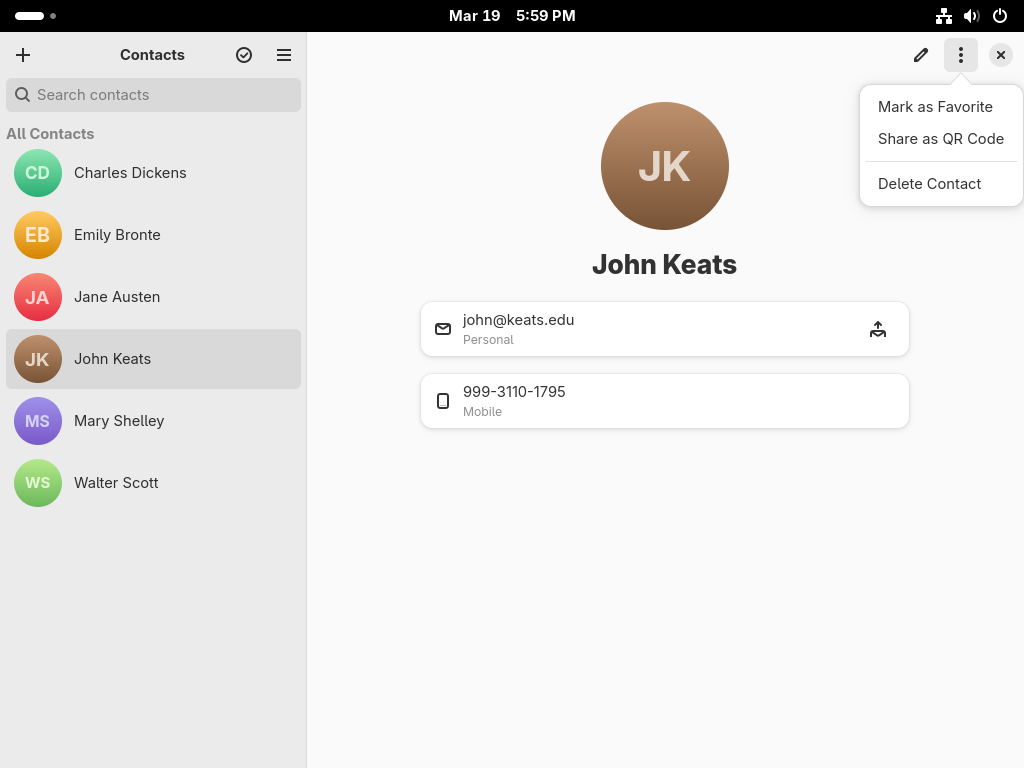 Mar 19 5:59 PM
Contacts
Search contacts
All Contacts
CD Charles Dickens
EB Emily Bronte
JA Jane Austen
JK John Keats
MS Mary Shelley
WS Walter Scott
Mark as Favorite
Share as QR Code
Delete Contact
JK
John Keats
john@keats.edu
Personal
999-3110-1795
Mobile